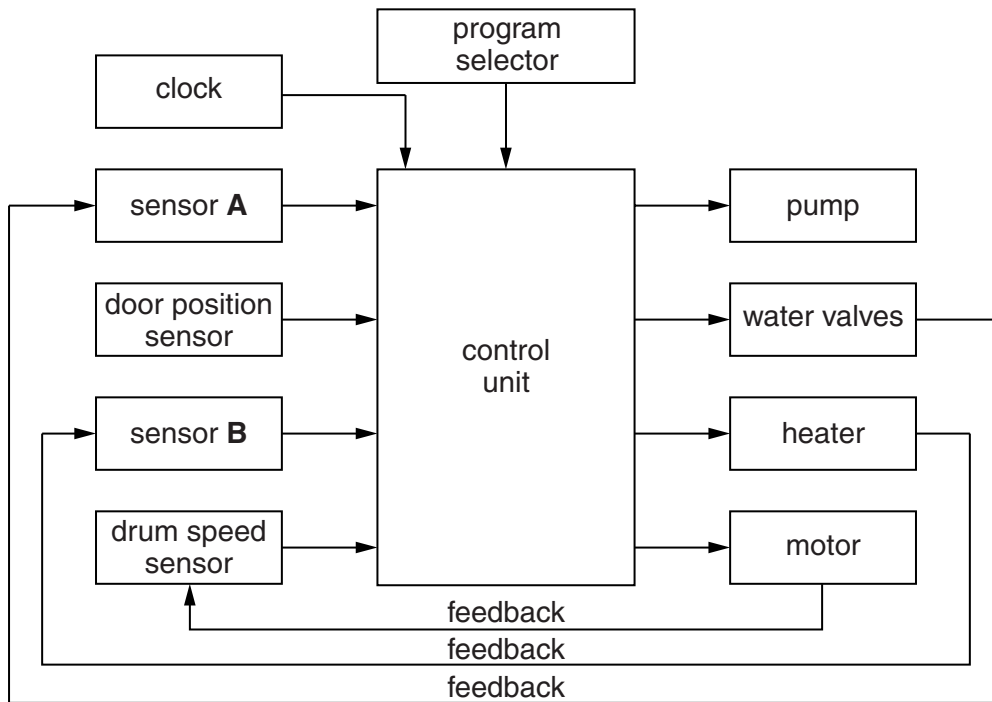 program
selector
clock
sensor A
pump
door position
sensor
water valves
control
unit
sensor B
heater
drum speed
sensor
motor
feedback
feedback
feedback